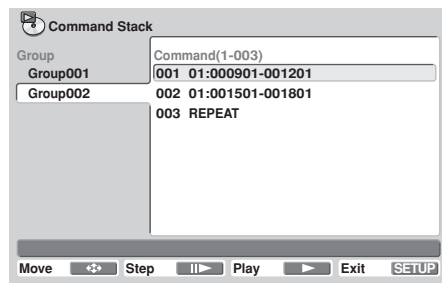 Command Stack
Group
Group001
Group002
Command(1-003)
001 01:000901-001201
002 01:001501-001801
003 REPEAT
Move Step Play Exit SETUP